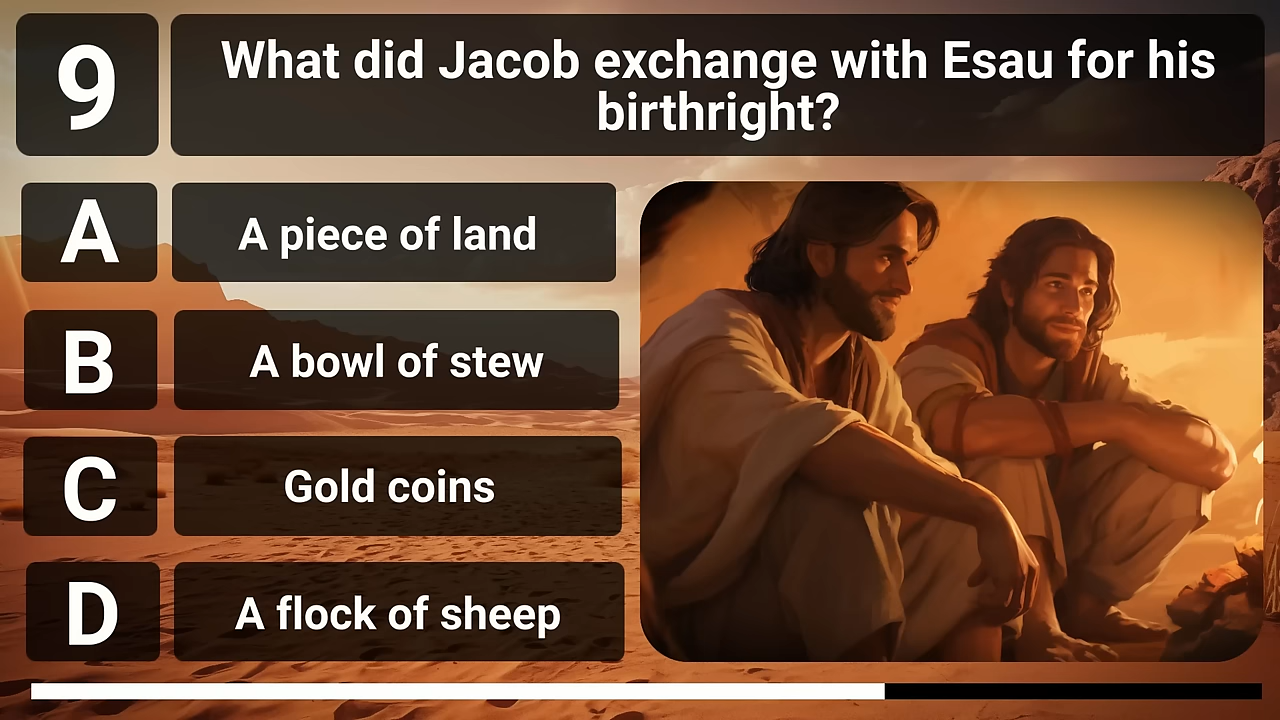 9
What did Jacob exchange with Esau for his
birthright?
A
A piece of land
B
A bowl of stew
C
Gold coins
D
A flock of sheep